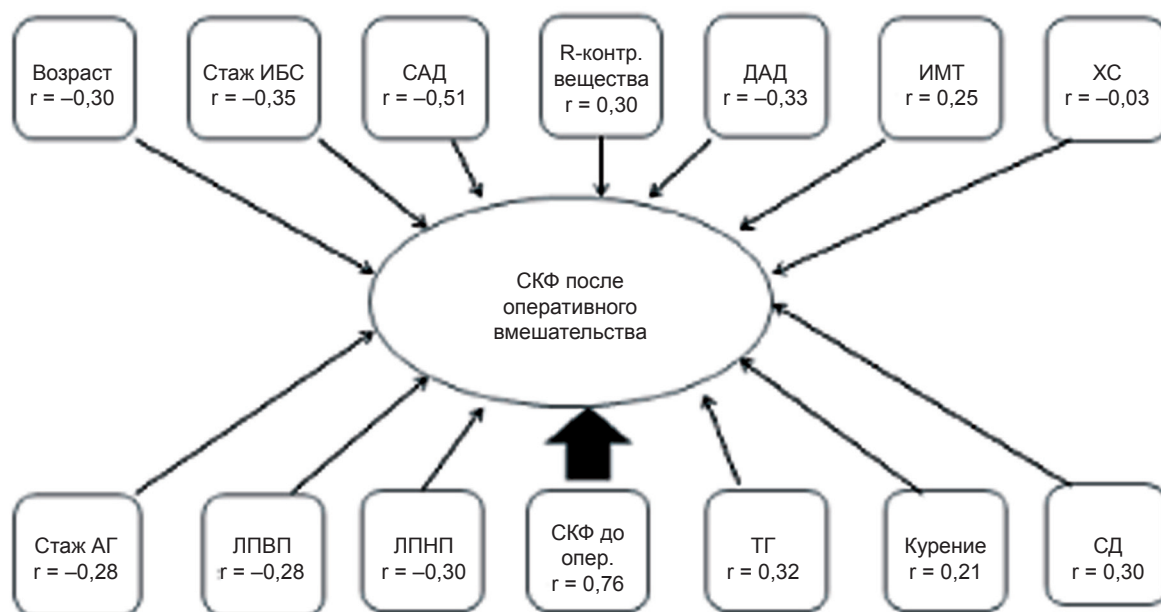 Возраст
r = –0,30
Стаж ИБС
r = –0,35
САД
r = –0,51
R-контр.
вещества
r = 0,30
ДАД
r = –0,33
ИМТ
r = 0,25
ХС
r = –0,03
СКФ после
оперативного
вмешательства
Стаж АГ
r = –0,28
ЛПВП
r = –0,28
ЛПНП
r = –0,30
СКФ до
опер.
r = 0,76
ТГ
r = 0,32
Курение
r = 0,21
СД
r = 0,30